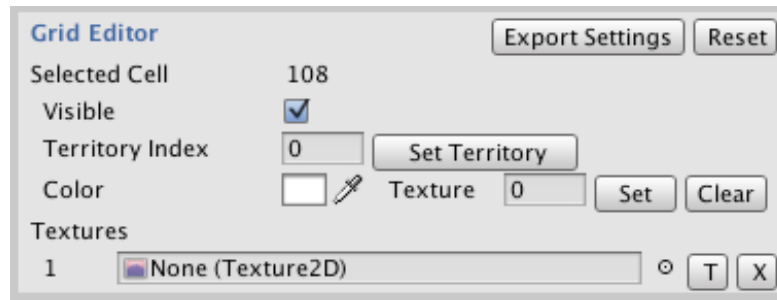 Grid Editor Export Settings Reset
Selected Cell 108
Visible
Territory Index 0 Set Territory
Color Texture 0 Set Clear
Textures
1 None (Texture2D) T X